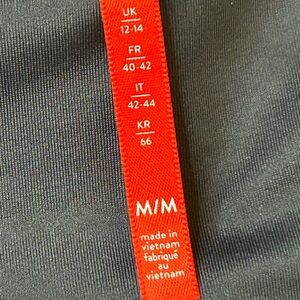 UK
12-14
FR
40-42
IT
42-44
KR
66
M/M
made in
vietnam
fabriqué
au
vietnam